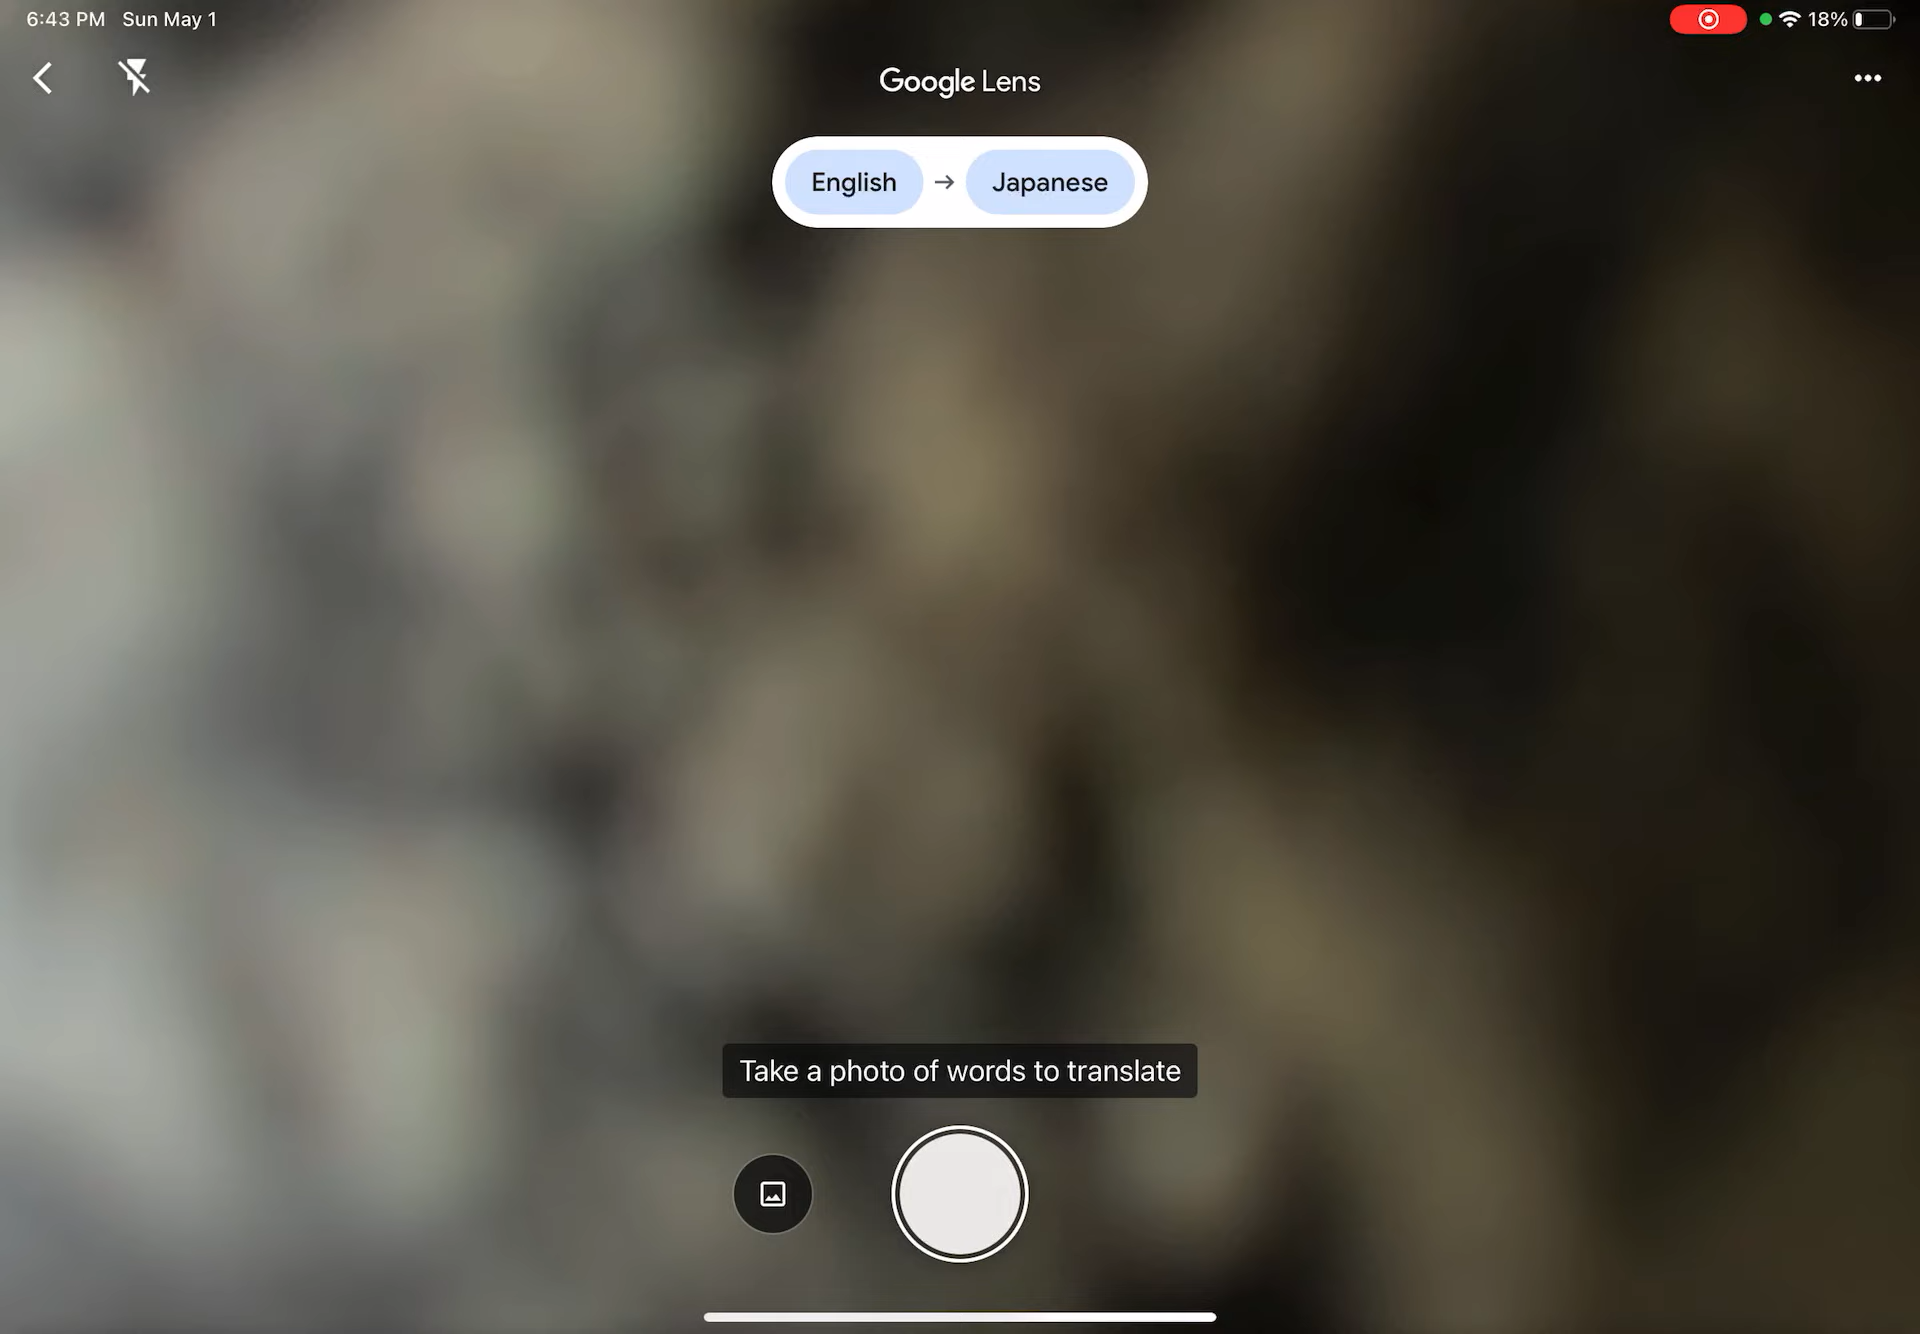 6:43 PM Sun May 1
18%
Google Lens
English → Japanese
Take a photo of words to translate